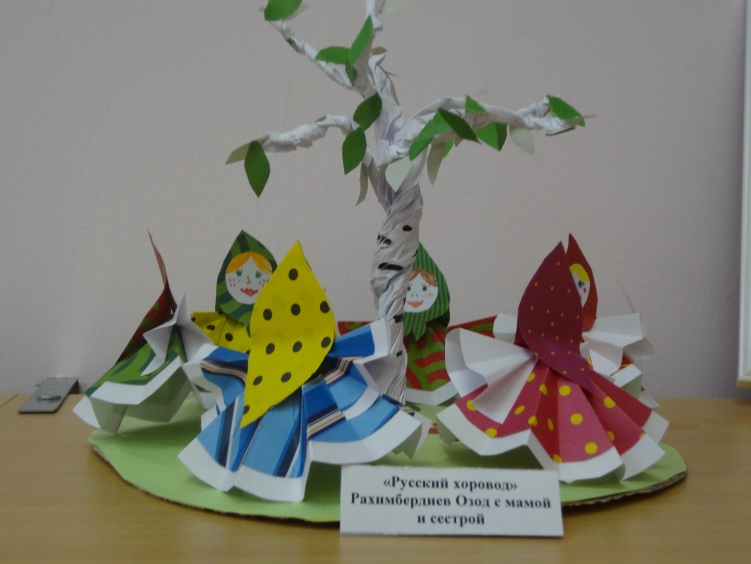 «Русский хоровод»
Рахимбердиев Озод с мамой
и сестрой